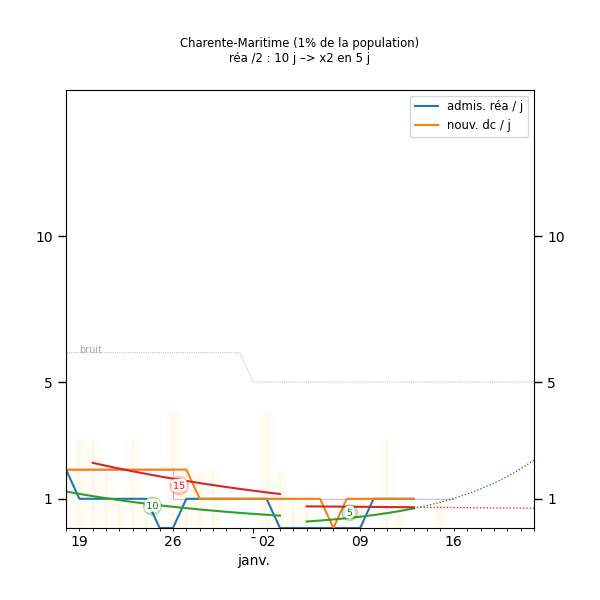 Charente-Maritime (1% de la population)
réa /2 : 10 j –> x2 en 5 j
admis. réa / j
nouv. dc / j
10
10
bruit
5
5
15
10
5
1
1
19
26
-
02
09
16
janv.